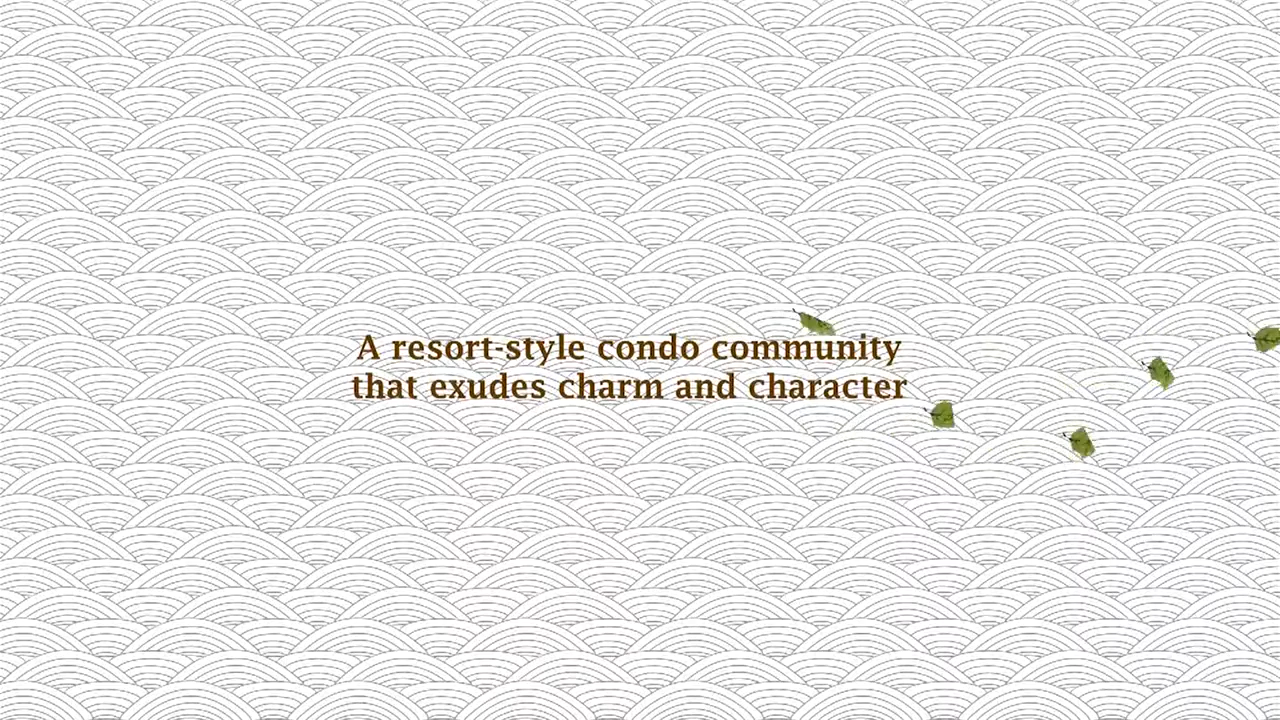 A resort-style condo community
that exudes charm and character